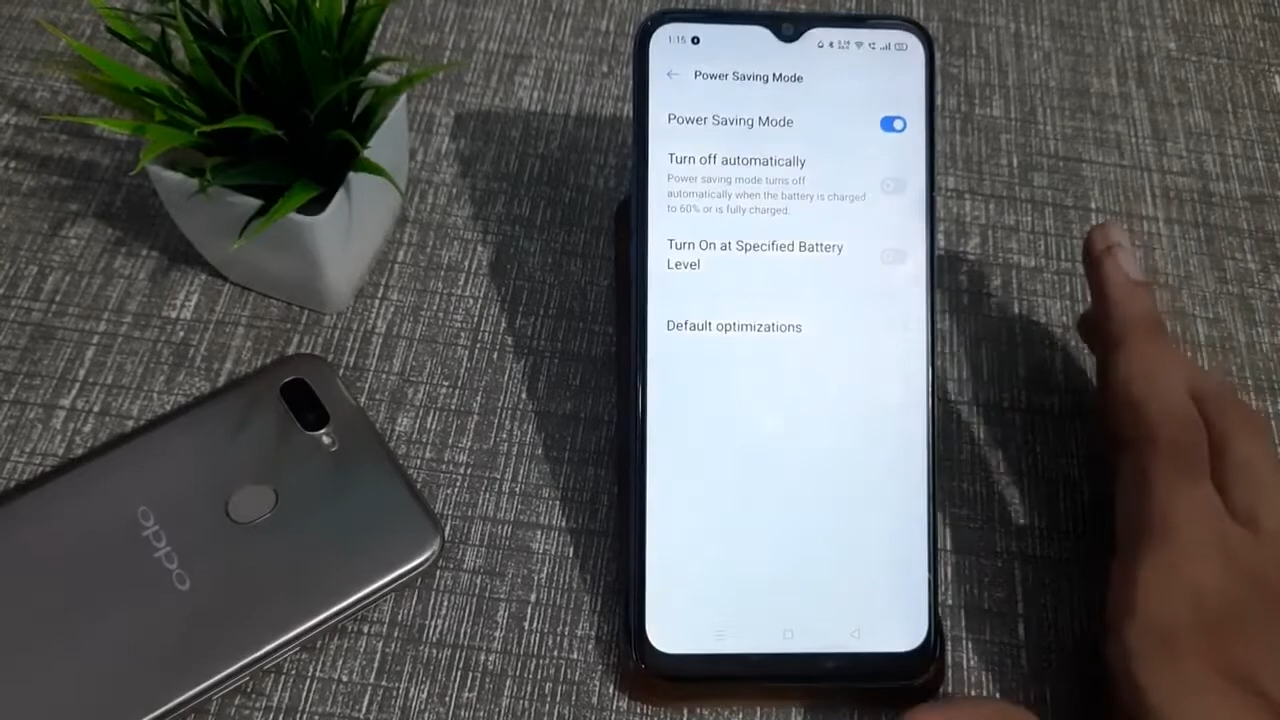 1:15
Power Saving Mode
Power Saving Mode
Turn off automatically
Power saving mode turns off
automatically when the battery is charged
to 60% or is fully charged.
Turn On at Specified Battery
Level
Default optimizations
oppo